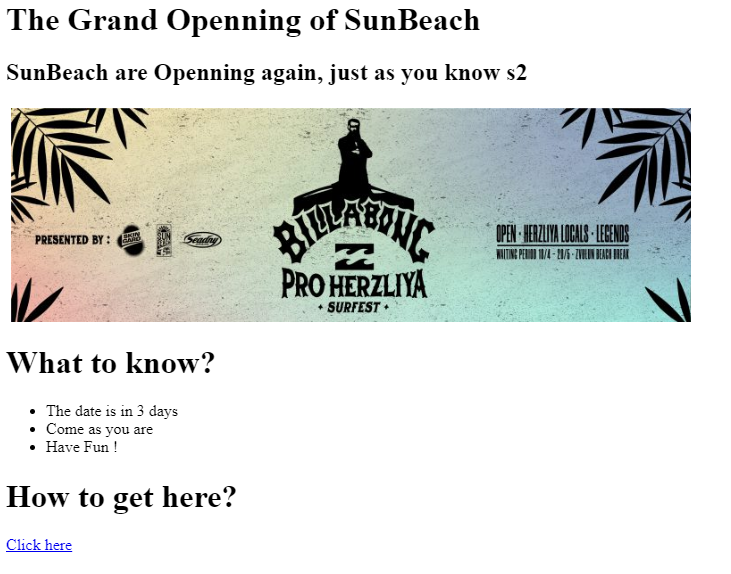 The Grand Openning of SunBeach
SunBeach are Openning again, just as you know s2
BILLABONG
PRESENTED BY : SKIN GARD SUN BEACH Seadny
OPEN · HERZLIYA LOCALS · LEGENDS
WAITING PERIOD 10/4 - 20/5 · ZVULUN BEACH BREAK
PRO HERZLIYA
• SURFEST •
What to know?
• The date is in 3 days
• Come as you are
• Have Fun !
How to get here?
Click here